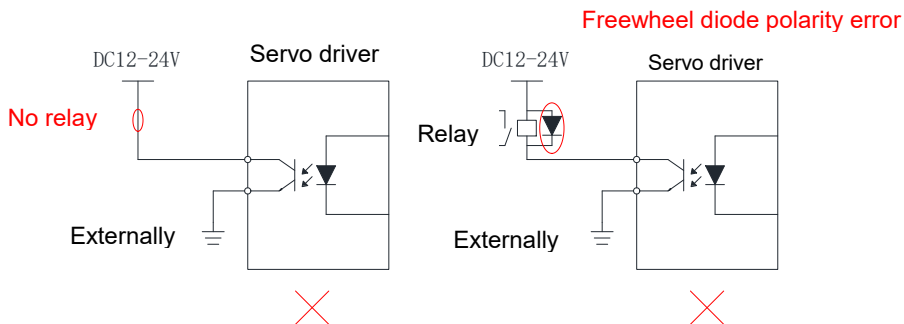 Freewheel diode polarity error
DC12-24V
Servo driver
No relay
Externally
DC12-24V
Servo driver
Relay
Externally